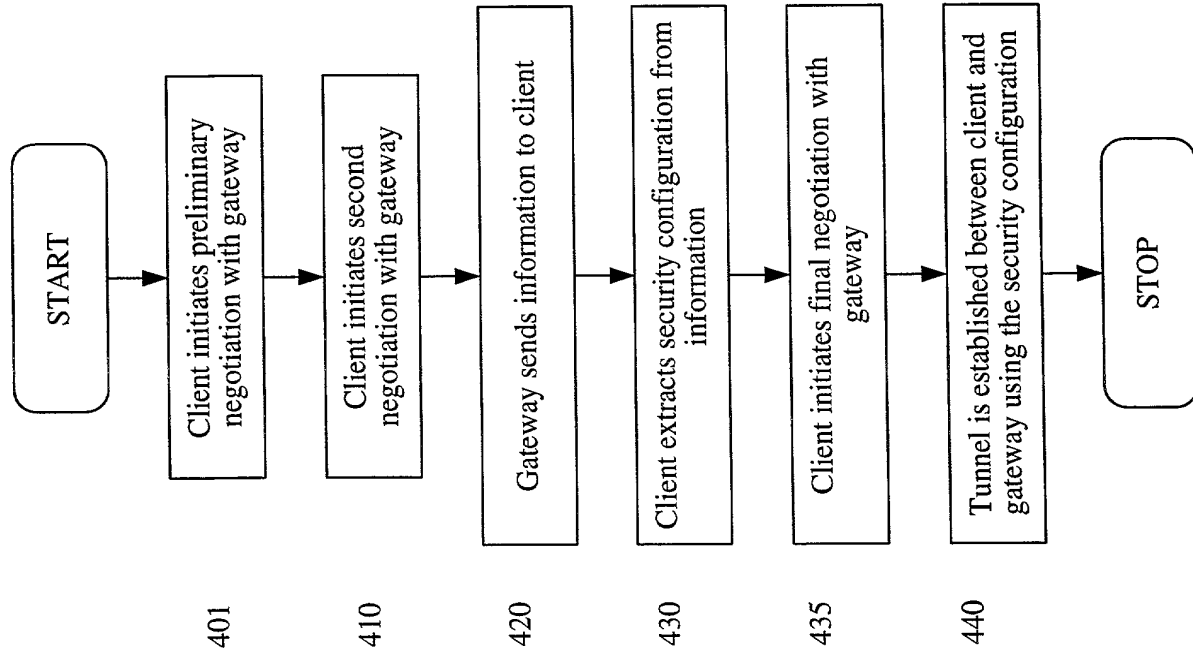 START
401
Client initiates preliminary
negotiation with gateway
410
Client initiates second
negotiation with gateway
420
Gateway sends information to client
430
Client extracts security configuration from
information
435
Client initiates final negotiation with
gateway
440
Tunnel is established between client and
gateway using the security configuration
STOP